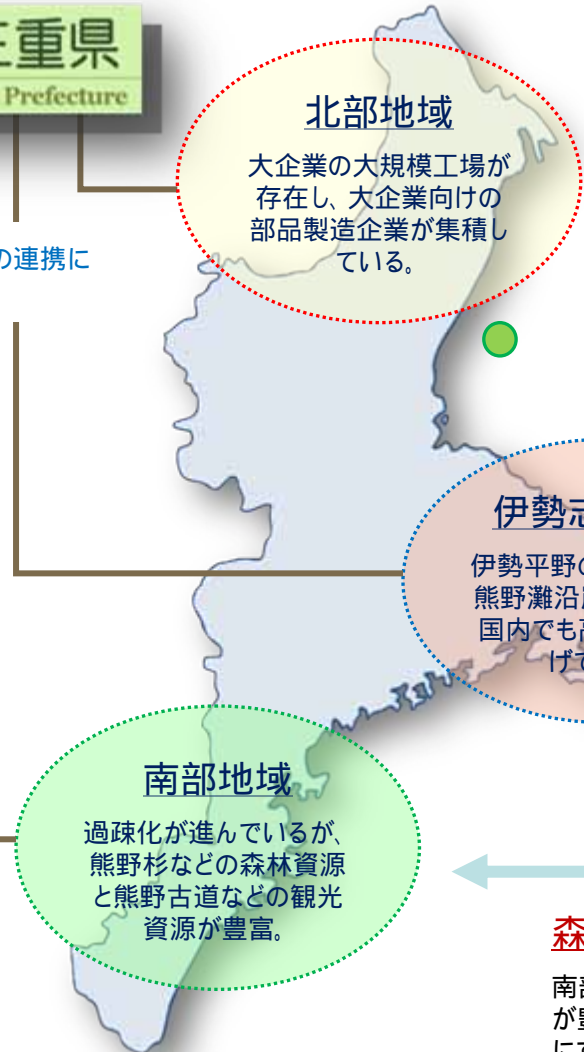 三重県
Prefecture
北部地域
大企業の大規模工場が
存在し、大企業向けの
部品製造企業が集積し
ている。
の連携に
伊勢志
伊勢平野の
熊野灘沿
国内でも
げて
南部地域
過疎化が進んでいるが、
熊野杉などの森林資源
と熊野古道などの観光
資源が豊富。
森
南部
が豊